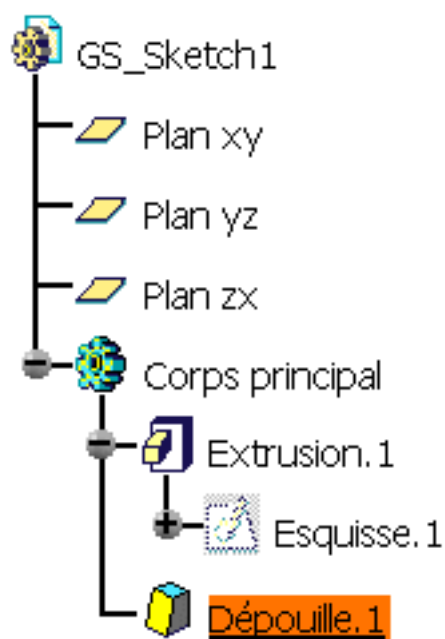 GS_Sketch1
Plan xy
Plan yz
Plan zx
Corps principal
Extrusion.1
Esquisse.1
Dépouille.1